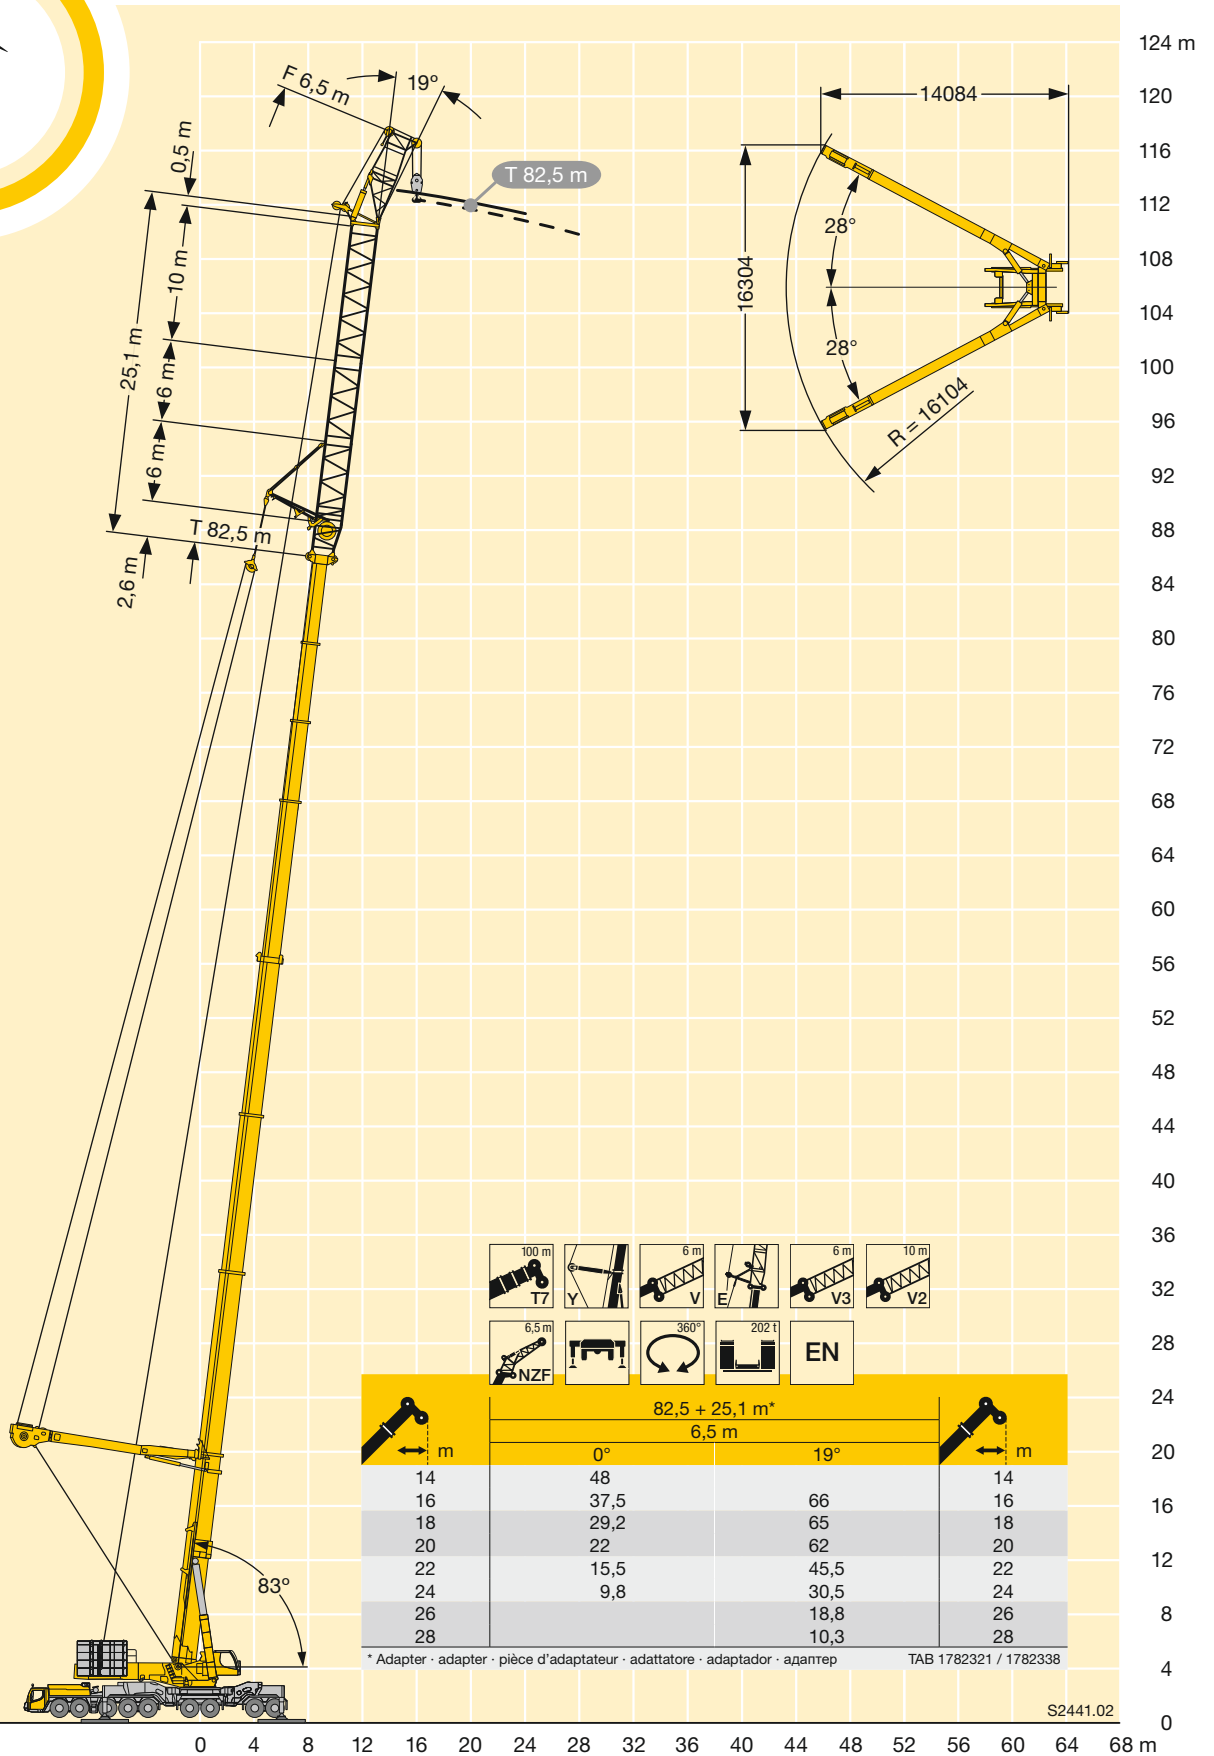 124 m
120
116
112
108
104
100
96
92
88
84
80
76
72
68
64
60
56
52
48
44
40
36
32
28
24
20
16
12
8
4
0
F 6,5 m
19°
0,5 m
T 82,5 m
10 m
25,1 m
6 m
6 m
T 82,5 m
2,6 m
14084
16304
28°
28°
R = 16104
83°
100 m
T7
Y
6 m
V
E
6 m
V3
10 m
V2
6,5 m
NZF
360°
202 t
EN
82,5 + 25,1 m*
6,5 m
m 0° 19° m
14 48 14
16 37,5 66 16
18 29,2 65 18
20 22 62 20
22 15,5 45,5 22
24 9,8 30,5 24
26 18,8 26
28 10,3 28
* Adapter · adapter · pièce d'adaptateur · adattatore · adaptador · адаптер TAB 1782321 / 1782338
S2441.02
0 4 8 12 16 20 24 28 32 36 40 44 48 52 56 60 64 68 m